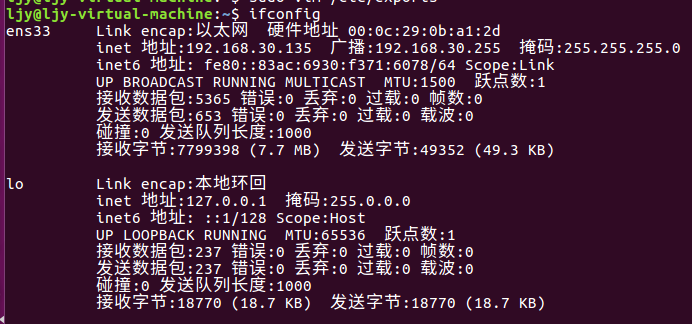 ljy@ljy-virtual-machine:~$ sudo vim /etc/exports
ljy@ljy-virtual-machine:~$ ifconfig
ens33     Link encap:以太网  硬件地址 00:0c:29:0b:a1:2d
          inet 地址:192.168.30.135  广播:192.168.30.255  掩码:255.255.255.0
          inet6 地址: fe80::83ac:6930:f371:6078/64 Scope:Link
          UP BROADCAST RUNNING MULTICAST  MTU:1500  跃点数:1
          接收数据包:5365 错误:0 丢弃:0 过载:0 帧数:0
          发送数据包:653 错误:0 丢弃:0 过载:0 载波:0
          碰撞:0 发送队列长度:1000
          接收字节:7799398 (7.7 MB)  发送字节:49352 (49.3 KB)

lo        Link encap:本地环回
          inet 地址:127.0.0.1  掩码:255.0.0.0
          inet6 地址: ::1/128 Scope:Host
          UP LOOPBACK RUNNING  MTU:65536  跃点数:1
          接收数据包:237 错误:0 丢弃:0 过载:0 帧数:0
          发送数据包:237 错误:0 丢弃:0 过载:0 载波:0
          碰撞:0 发送队列长度:1000
          接收字节:18770 (18.7 KB)  发送字节:18770 (18.7 KB)